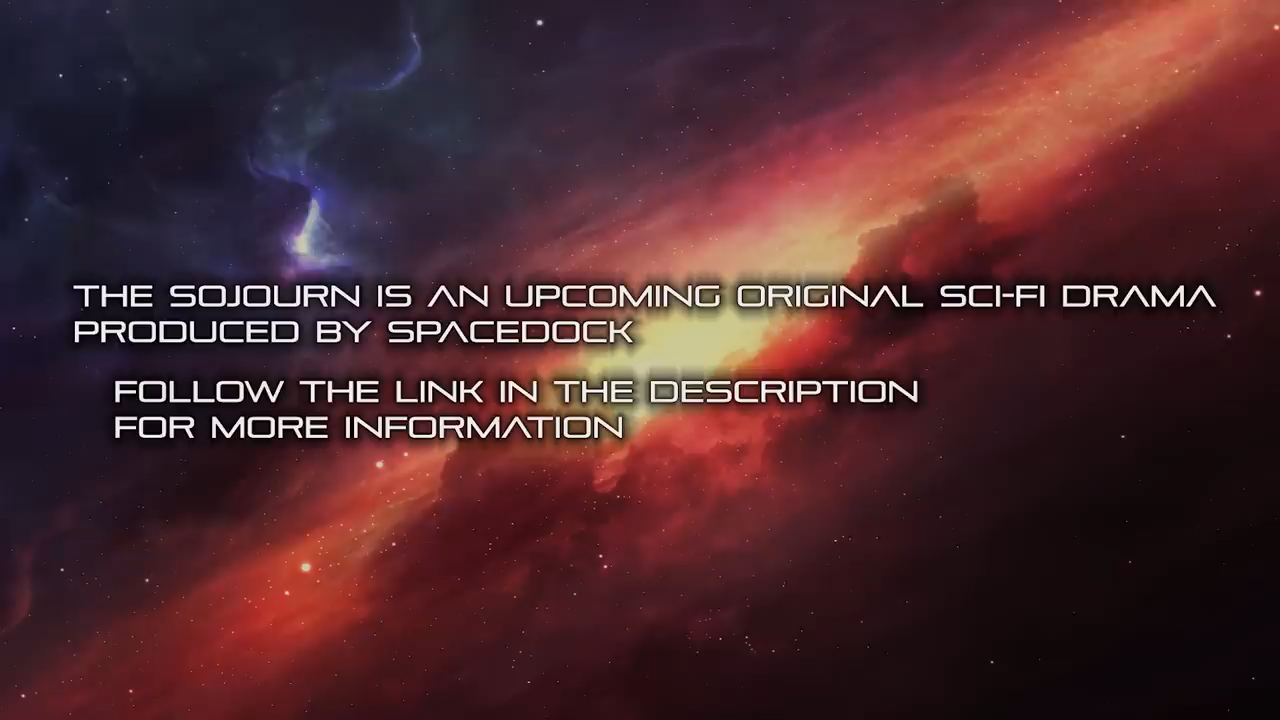 THE SOJOURN IS AN UPCOMING ORIGINAL SCI-FI DRAMA
PRODUCED BY SPACEDOCK
FOLLOW THE LINK IN THE DESCRIPTION
FOR MORE INFORMATION